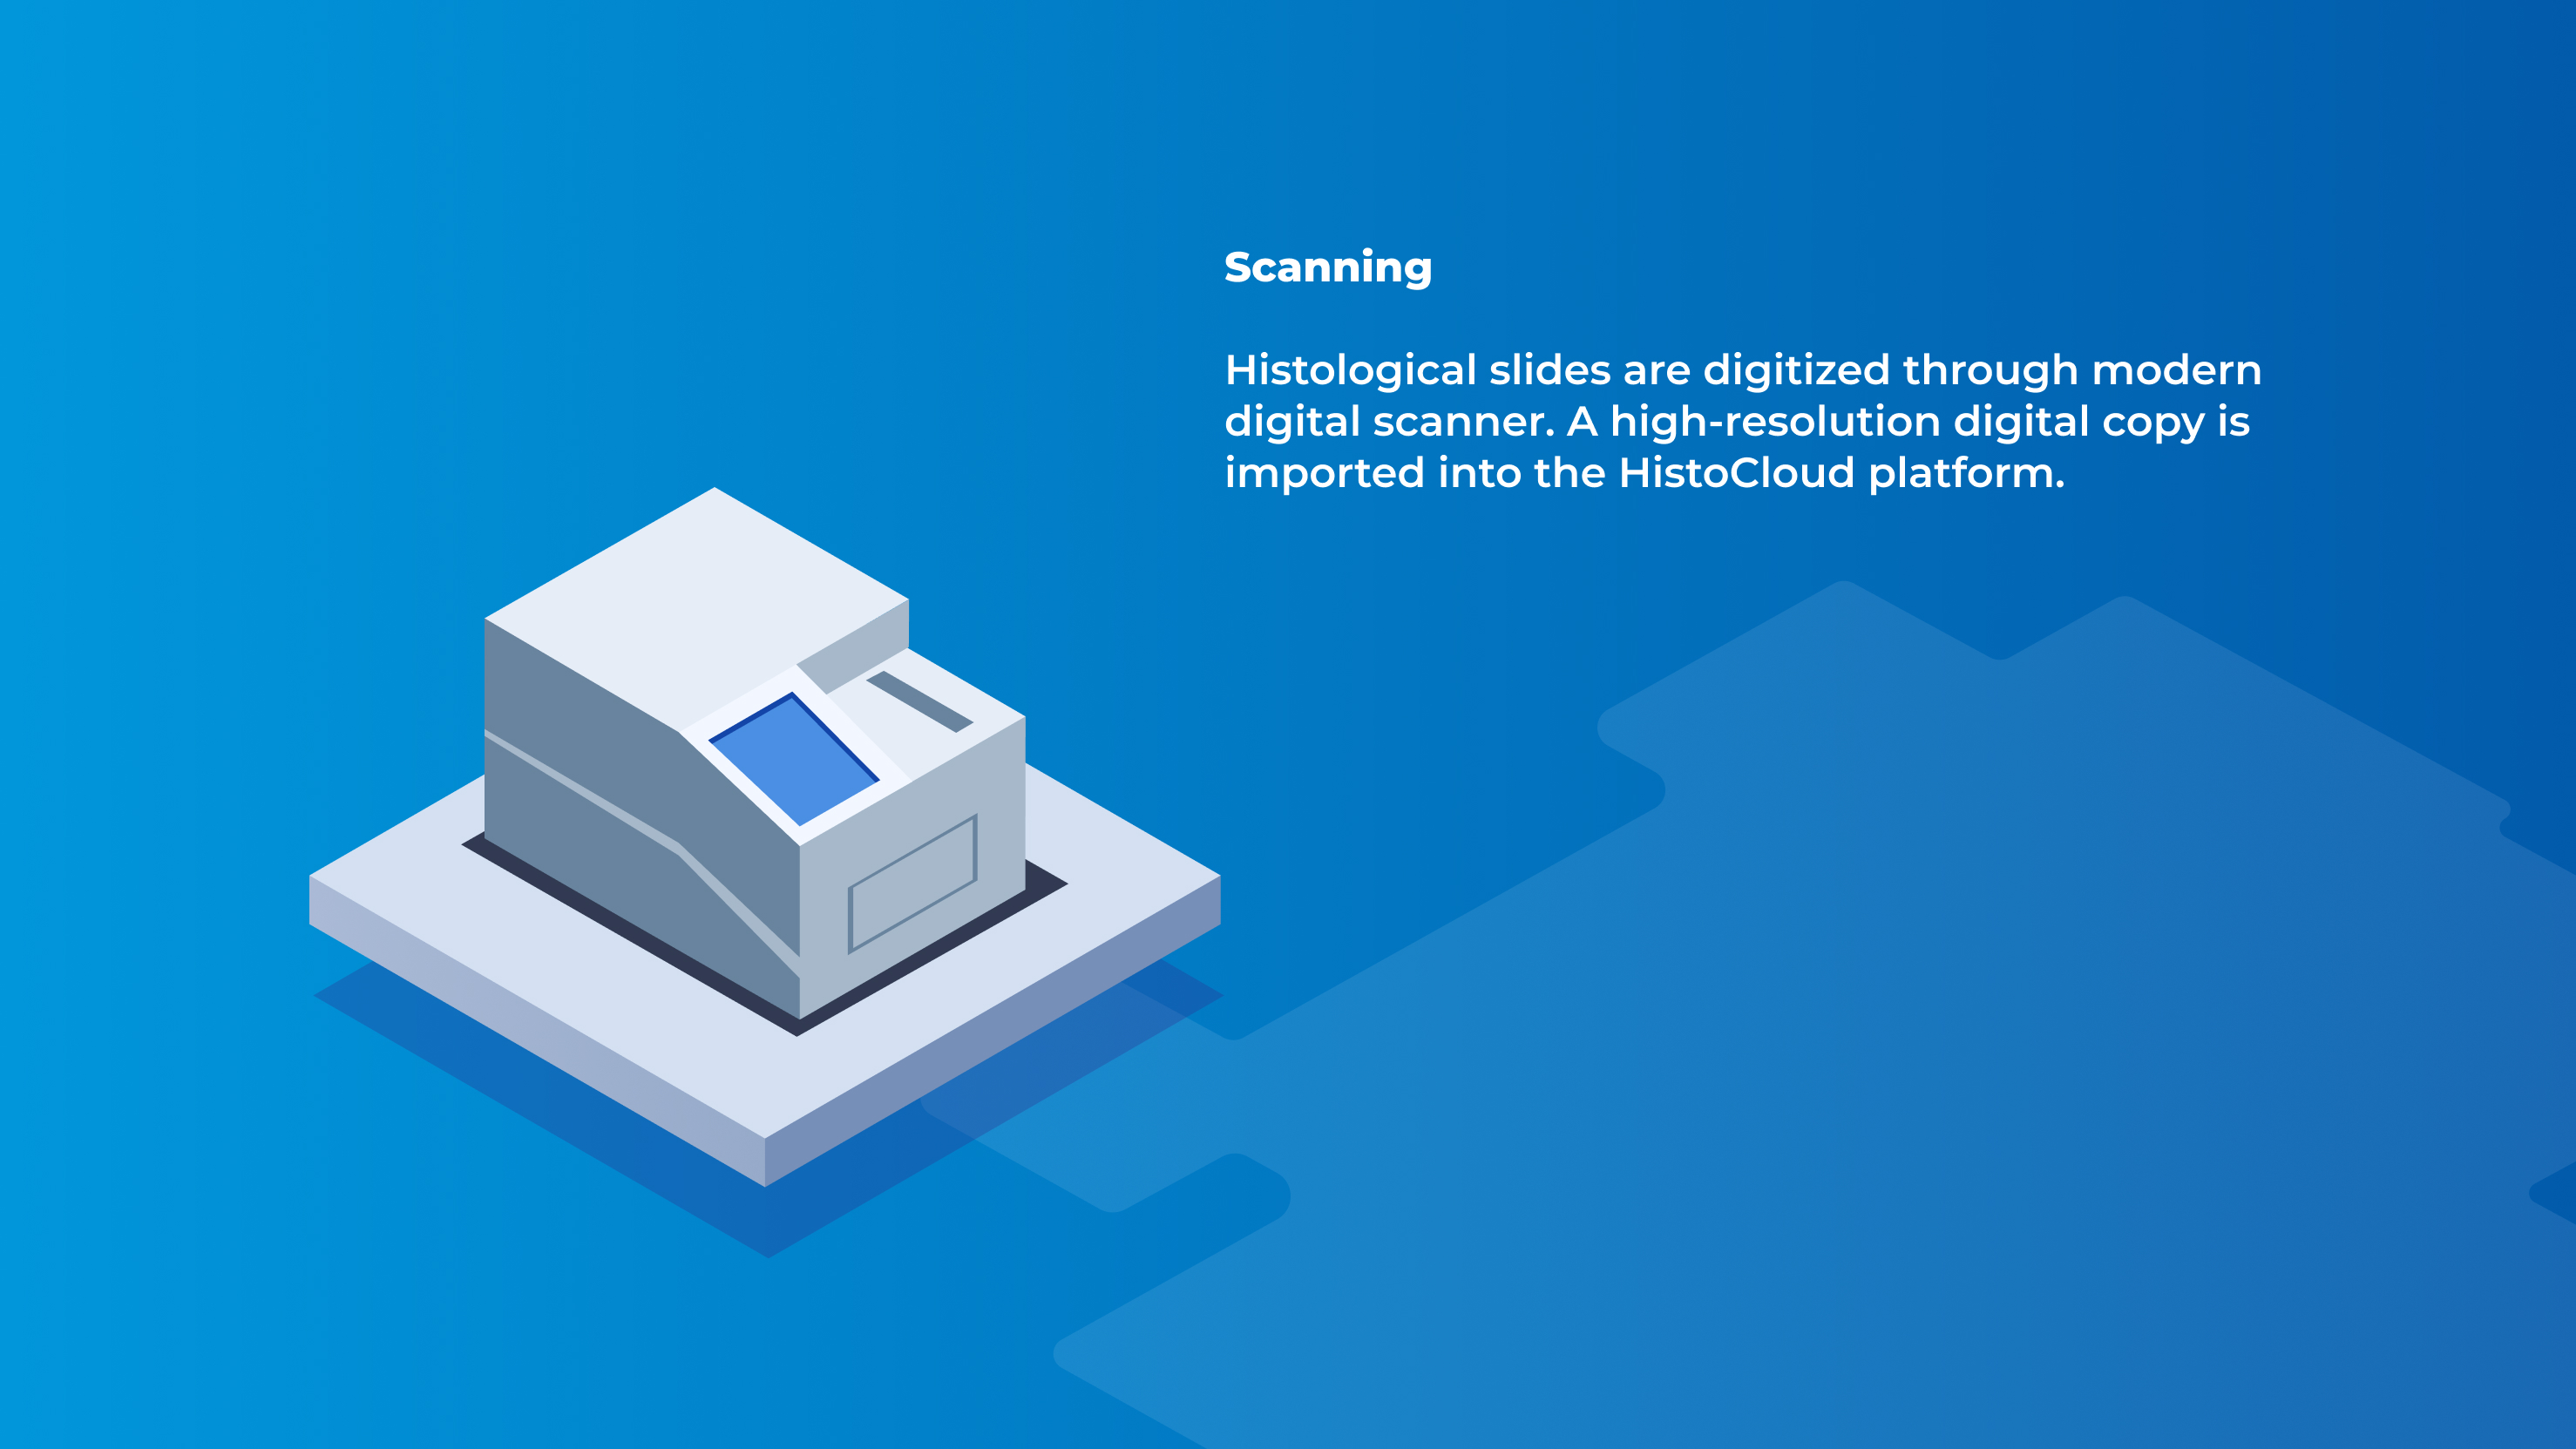 Scanning
Histological slides are digitized through modern
digital scanner. A high-resolution digital copy is
imported into the HistoCloud platform.